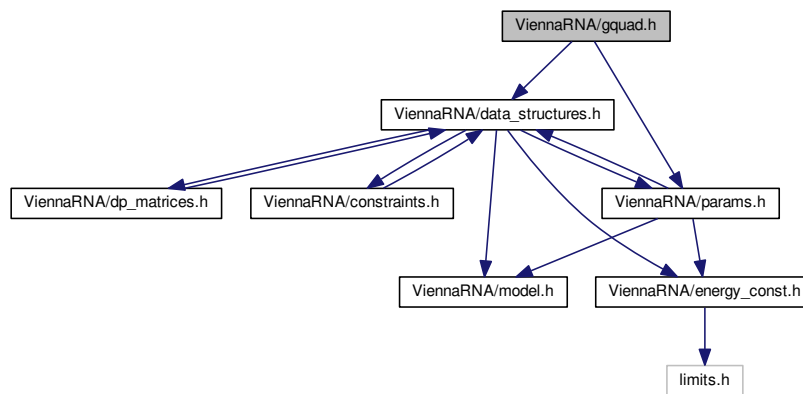 ViennaRNA/gquad.h
ViennaRNA/data_structures.h
ViennaRNA/dp_matrices.h
ViennaRNA/constraints.h
ViennaRNA/params.h
ViennaRNA/model.h
ViennaRNA/energy_const.h
limits.h